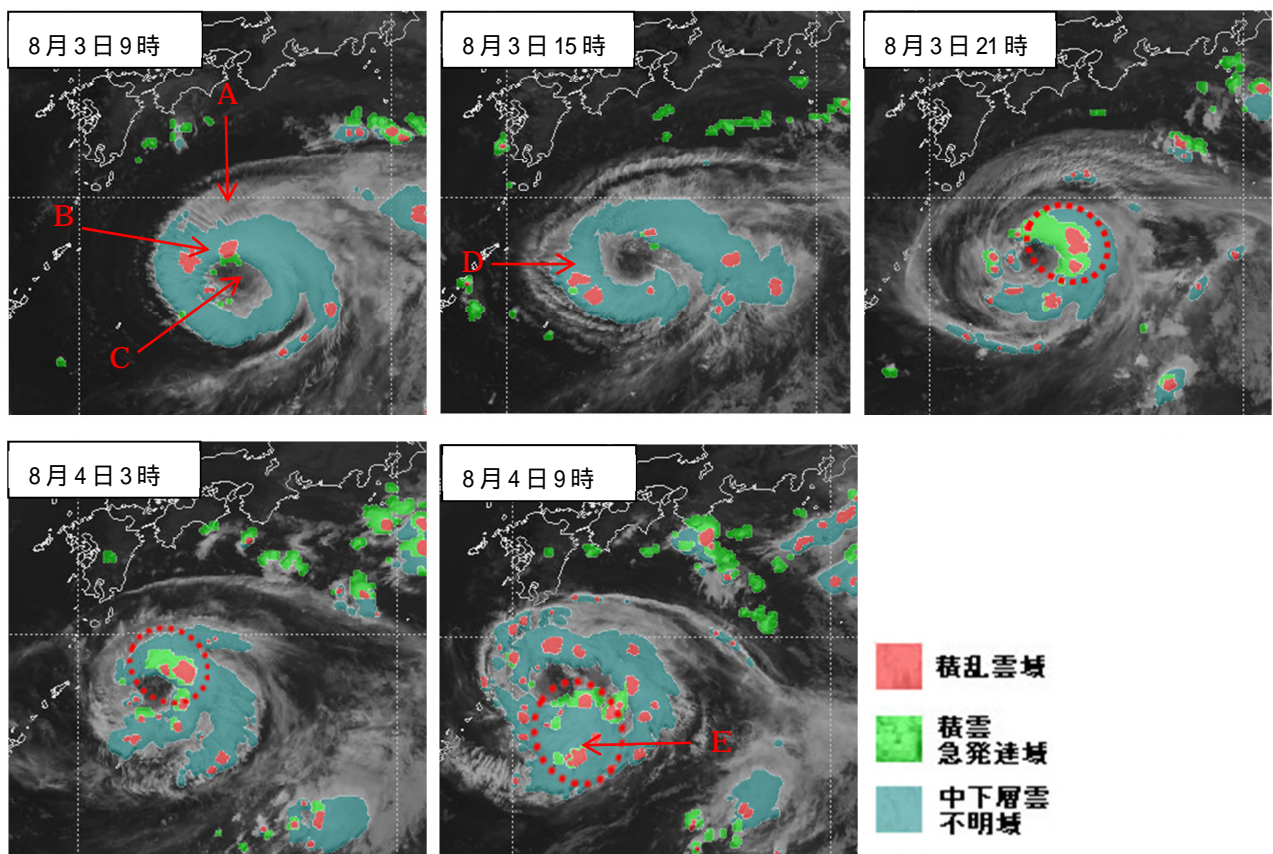 8月3日9時
8月3日15時
8月3日21時
A
B
C
D
8月4日3時
8月4日9時
E
積乱雲域
積雲
急発達域
中下層雲
不明域